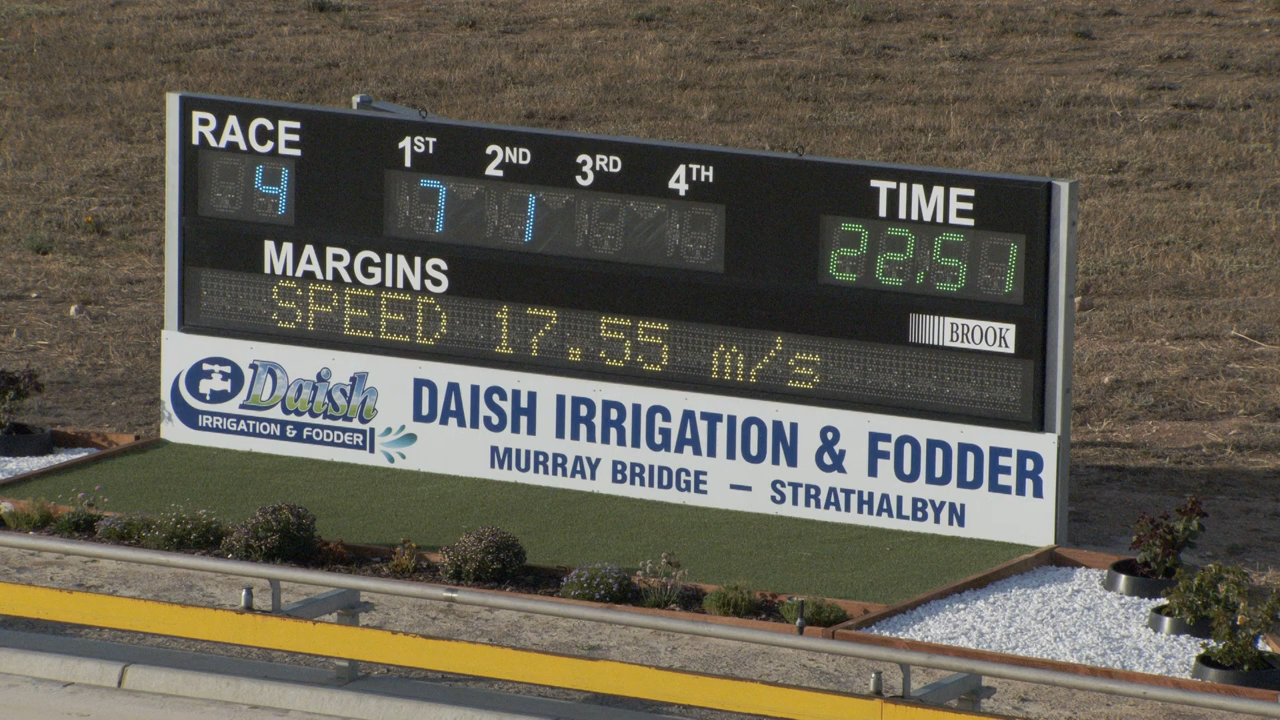 RACE 1ST 2ND 3RD 4TH TIME
4 7 1 22.51
MARGINS
SPEED 17.55 m/s
BROOK
Daish
IRRIGATION & FODDER
DAISH IRRIGATION & FODDER
MURRAY BRIDGE – STRATHALBYN